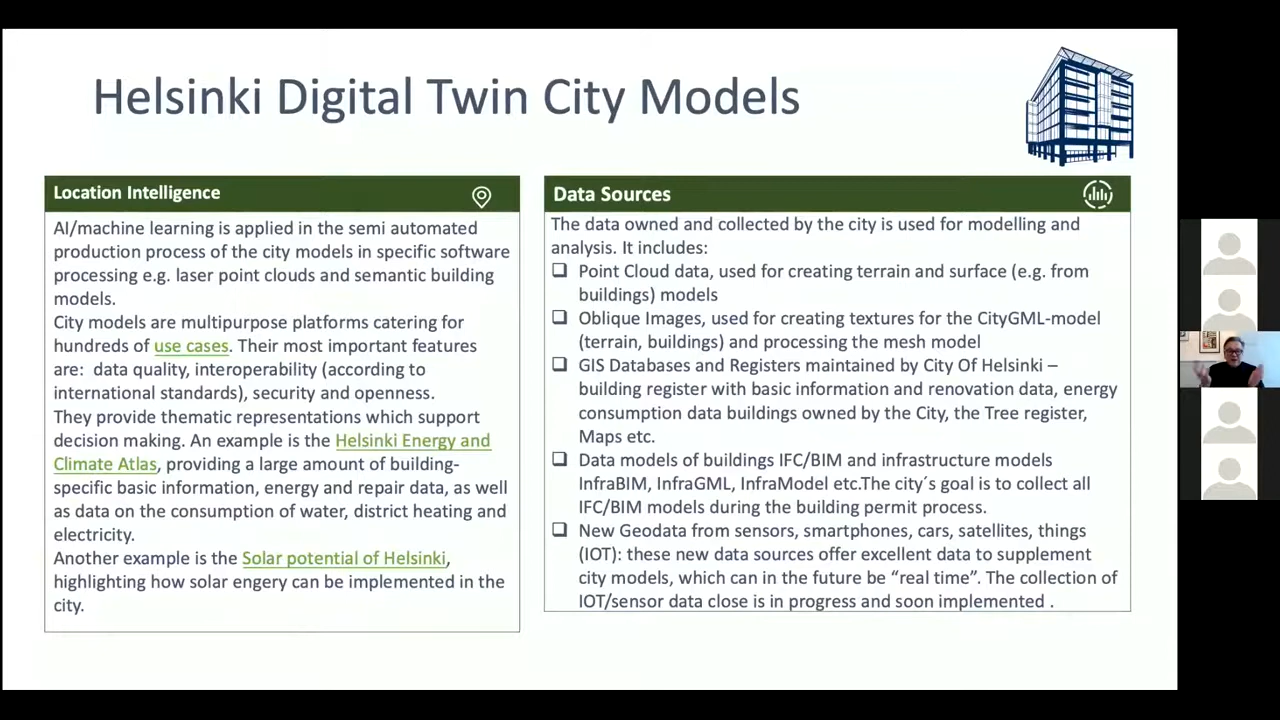 Helsinki Digital Twin City Models
Location Intelligence
AI/machine learning is applied in the semi automated
production process of the city models in specific software
processing e.g. laser point clouds and semantic building
models.
City models are multipurpose platforms catering for
hundreds of use cases. Their most important features
are:  data quality, interoperability (according to
international standards), security and openness.
They provide thematic representations which support
decision making. An example is the Helsinki Energy and
Climate Atlas, providing a large amount of building-
specific basic information, energy and repair data, as well
as data on the consumption of water, district heating and
electricity.
Another example is the Solar potential of Helsinki,
highlighting how solar engery can be implemented in the
city.
Data Sources
The data owned and collected by the city is used for modelling and
analysis. It includes:
❑ Point Cloud data, used for creating terrain and surface (e.g. from
buildings) models
❑ Oblique Images, used for creating textures for the CityGML-model
(terrain, buildings) and processing the mesh model
❑ GIS Databases and Registers maintained by City Of Helsinki –
building register with basic information and renovation data, energy
consumption data buildings owned by the City, the Tree register,
Maps etc.
❑ Data models of buildings IFC/BIM and infrastructure models
InfraBIM, InfraGML, InfraModel etc.The city´s goal is to collect all
IFC/BIM models during the building permit process.
❑ New Geodata from sensors, smartphones, cars, satellites, things
(IOT): these new data sources offer excellent data to supplement
city models, which can in the future be “real time”. The collection of
IOT/sensor data close is in progress and soon implemented .